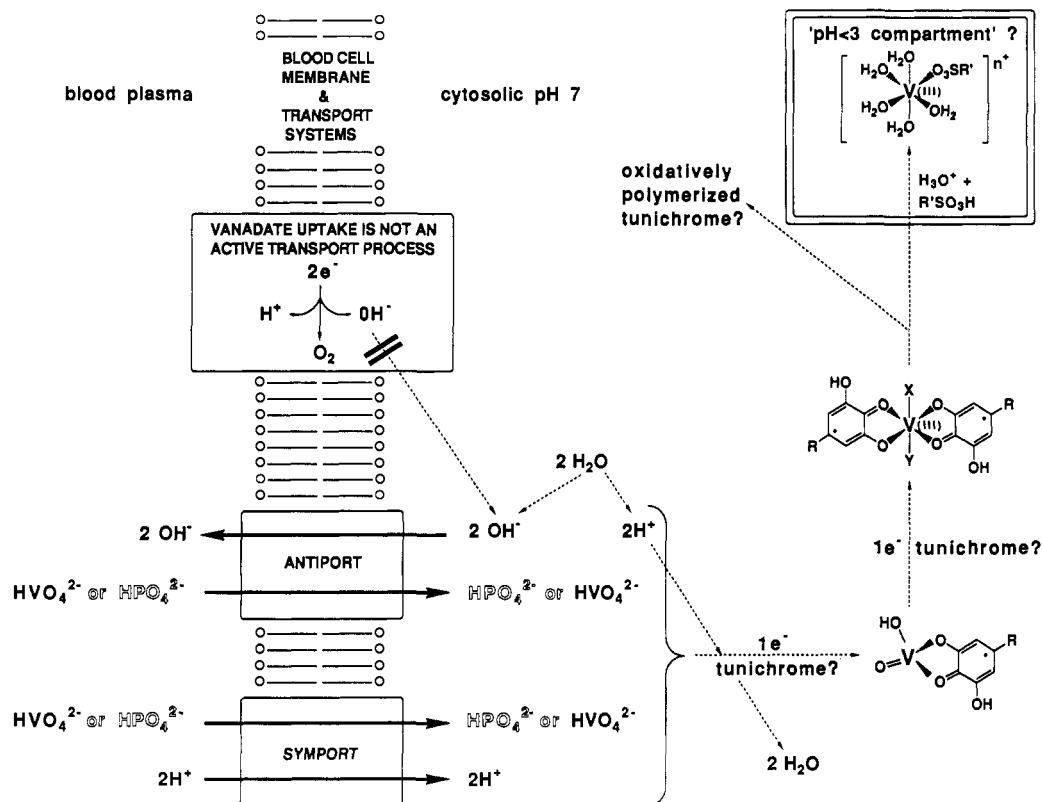 'pH<3 compartment' ?
H₂O
H₂O
O₃SR'
n⁺
V(III)
H₂O
OH₂
H₂O
H₃O⁺ +
R'SO₃H
blood plasma
BLOOD CELL
MEMBRANE
&
TRANSPORT
SYSTEMS
cytosolic pH 7
oxidatively
polymerized
tunichrome?
VANADATE UPTAKE IS NOT AN
ACTIVE TRANSPORT PROCESS
2e⁻
H⁺
OH⁻
O₂
HO
X
O
O
R
V(III)
R
O
O
Y
OH
2 H₂O
2 OH⁻
2 OH⁻
2H⁺
ANTIPORT
1e⁻ tunichrome?
HVO₄²⁻ or HPO₄²⁻
HPO₄²⁻ or HVO₄²⁻
HO
O
R
O=V
O
OH
1e⁻
tunichrome?
HVO₄²⁻ or HPO₄²⁻
HPO₄²⁻ or HVO₄²⁻
SYMPORT
2H⁺
2H⁺
2 H₂O